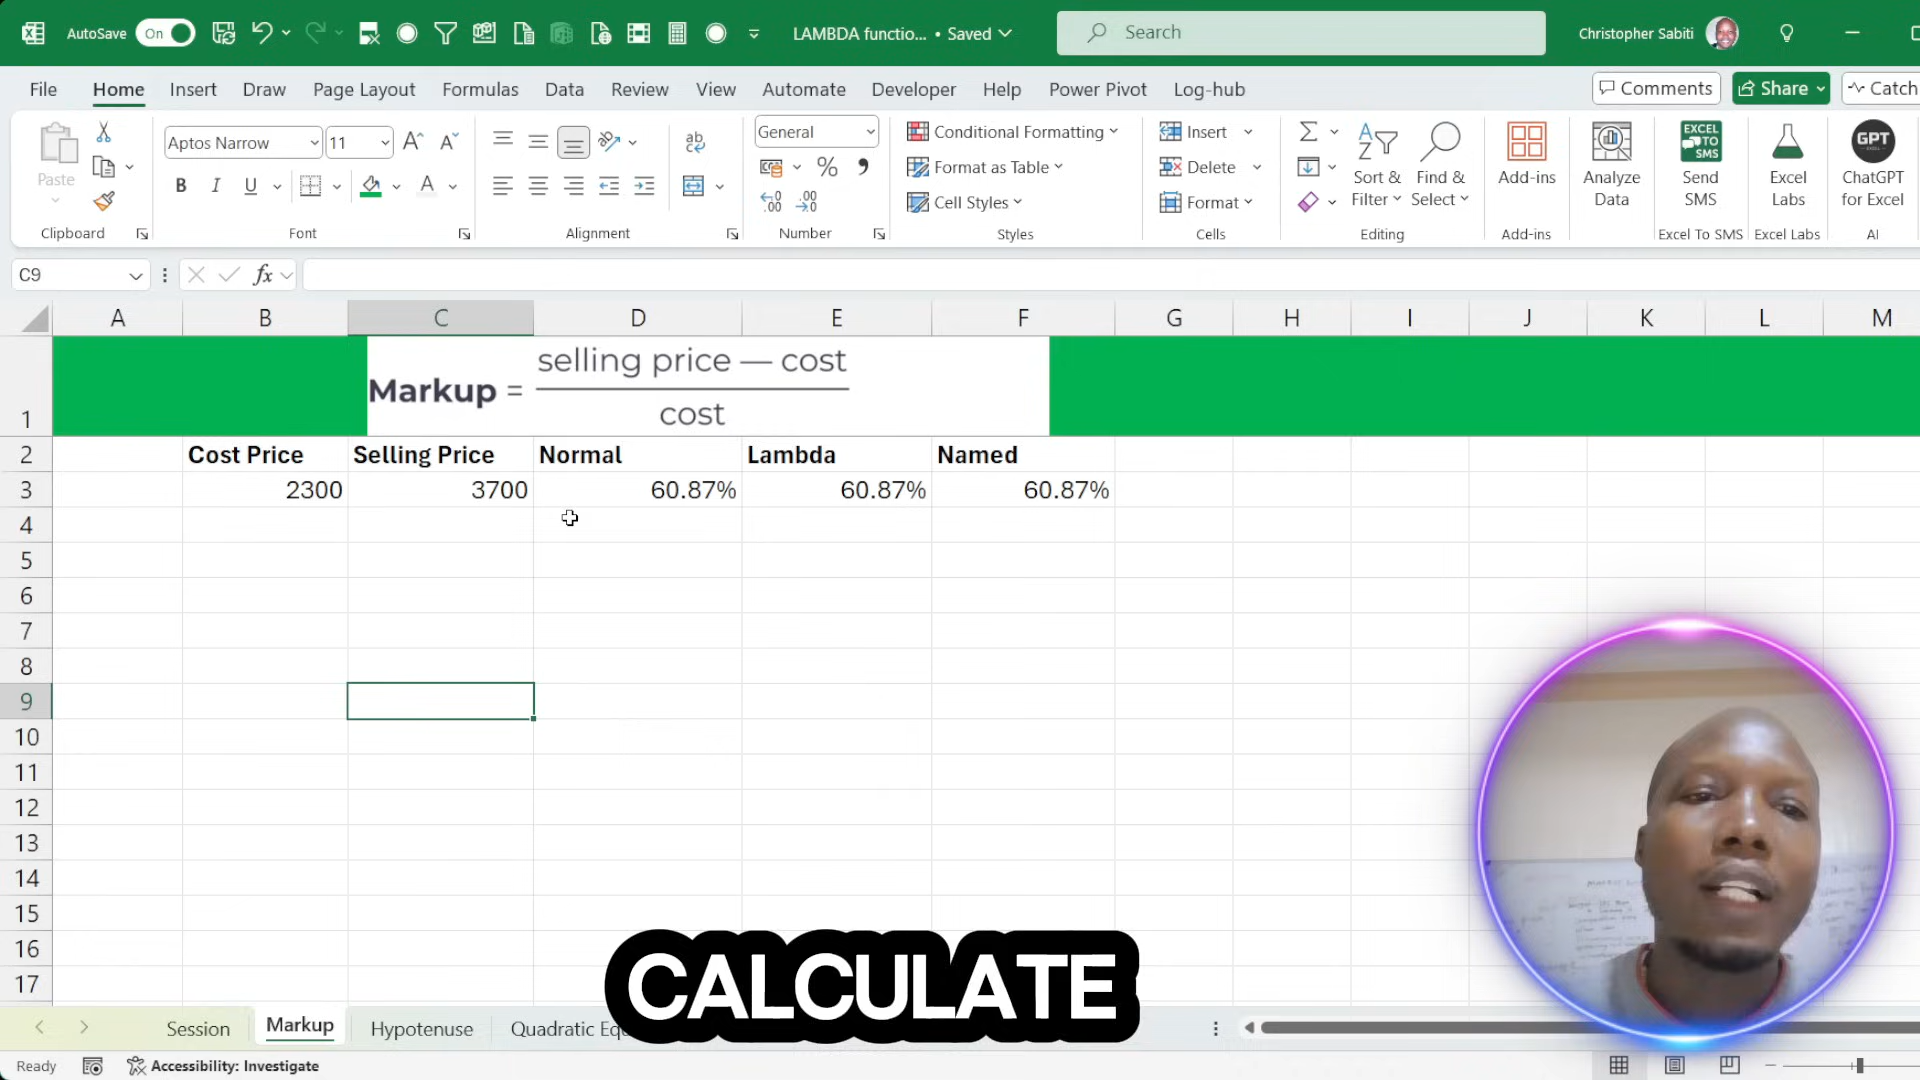 AutoSave On LAMBDA functio... • Saved Search Christopher Sabiti
File Home Insert Draw Page Layout Formulas Data Review View Automate Developer Help Power Pivot Log-hub Comments Share Catch
Paste Aptos Narrow 11 General Conditional Formatting Insert Sort & Filter Find & Select Add-ins Analyze Data EXCEL TO SMS Send SMS Excel Labs GPT ChatGPT for Excel
B I U Format as Table Delete
Cell Styles Format
Clipboard Font Alignment Number Styles Cells Editing Add-ins Excel To SMS Excel Labs AI
C9 fx
A B C D E F G H I J K L M
selling price — cost
Markup =
cost
1
2 Cost Price Selling Price Normal Lambda Named
3 2300 3700 60.87% 60.87% 60.87%
4
5
6
7
8
9
10
11
12
13
14
15
16
17
CALCULATE
Session Markup Hypotenuse Quadratic Equ
Ready Accessibility: Investigate